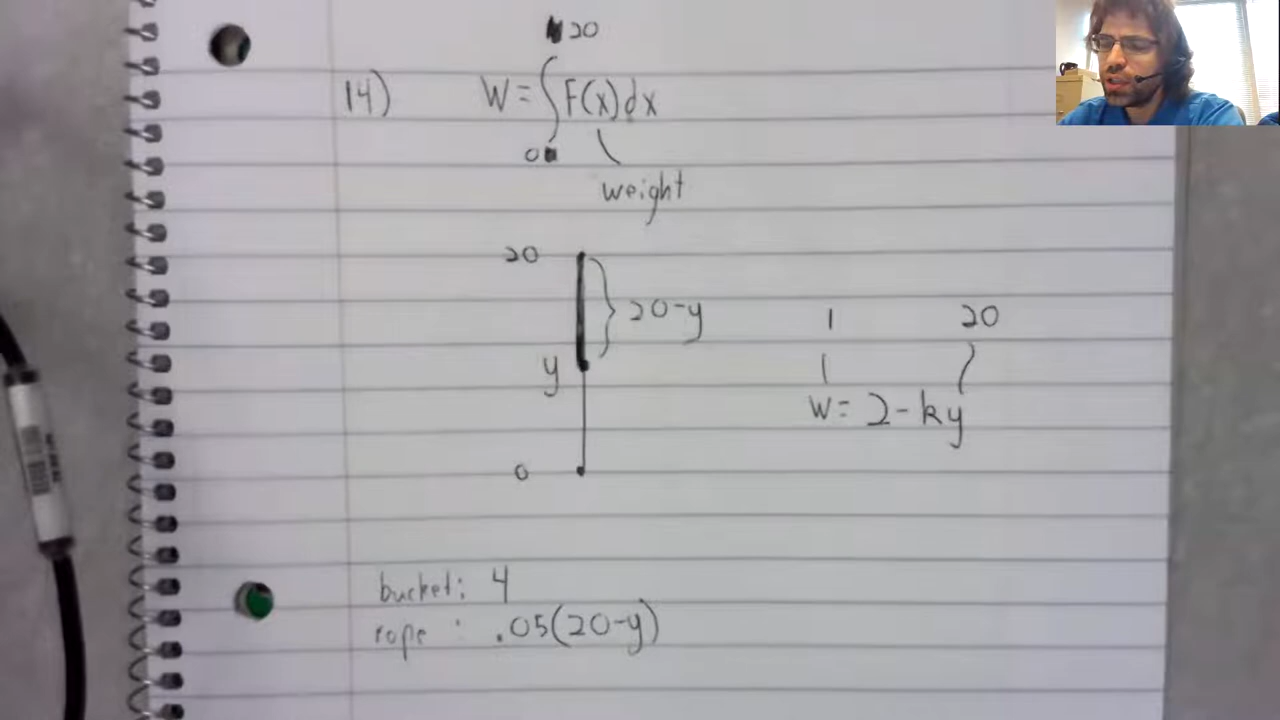 20
14) W = ∫ F(x)dx
0
weight
20
20-y
1 20
y
W = 2 - ky
0
bucket: 4
rope : .05(20-y)